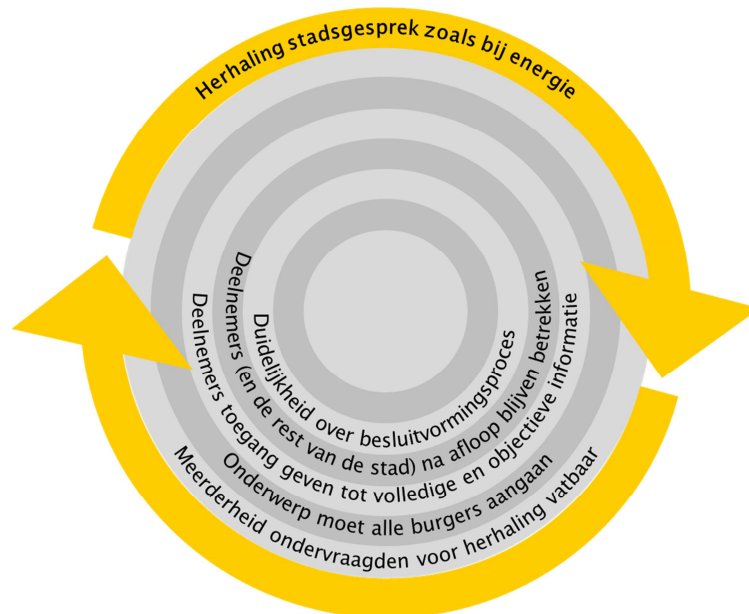 Herhaling stadsgesprek zoals bij energie
Duidelijkheid over besluitvormingsproces
Deelnemers (en de rest van de stad) na afloop blijven betrekken
Deelnemers toegang geven tot volledige en objectieve informatie
Onderwerp moet alle burgers aangaan
Meerderheid ondervraagden voor herhaling vatbaar